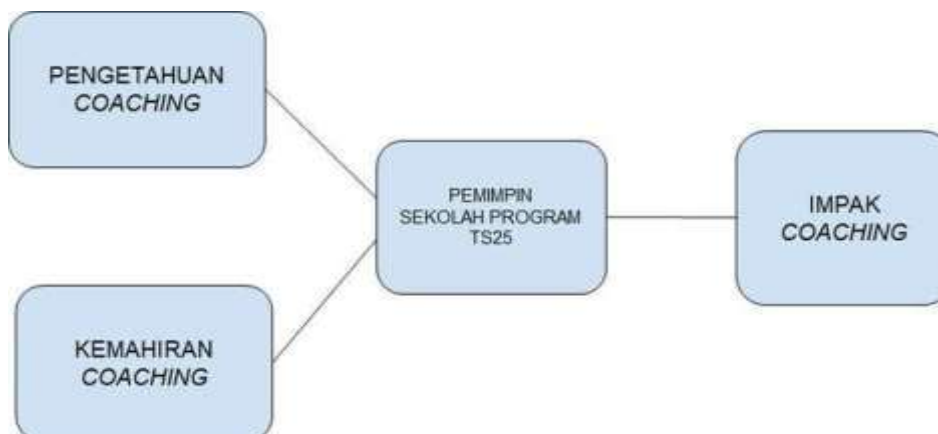 PENGETAHUAN
COACHING
PEMIMPIN
SEKOLAH PROGRAM
TS25
IMPAK
COACHING
KEMAHIRAN
COACHING